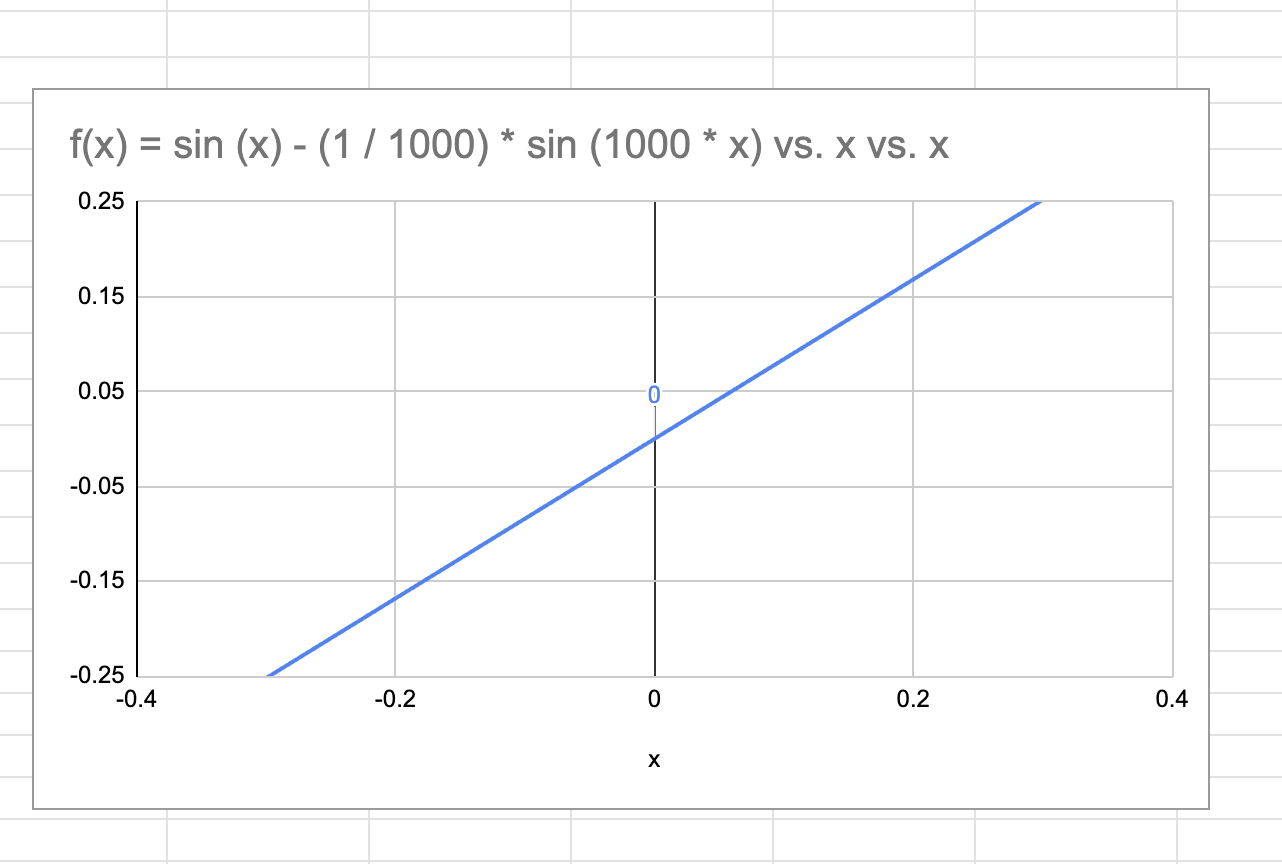 f(x) = sin (x) - (1 / 1000) * sin (1000 * x) vs. x vs. x
0.25
0.15
0.05
0
-0.05
-0.15
-0.25
-0.4 -0.2 0 0.2 0.4
x